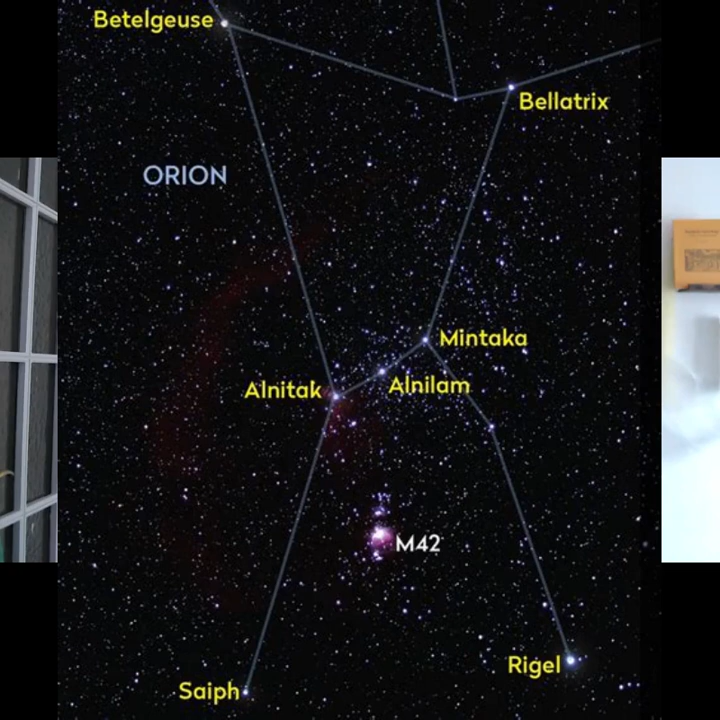 Betelgeuse
Bellatrix
ORION
Mintaka
Alnilam
Alnitak
M42
Rigel
Saiph